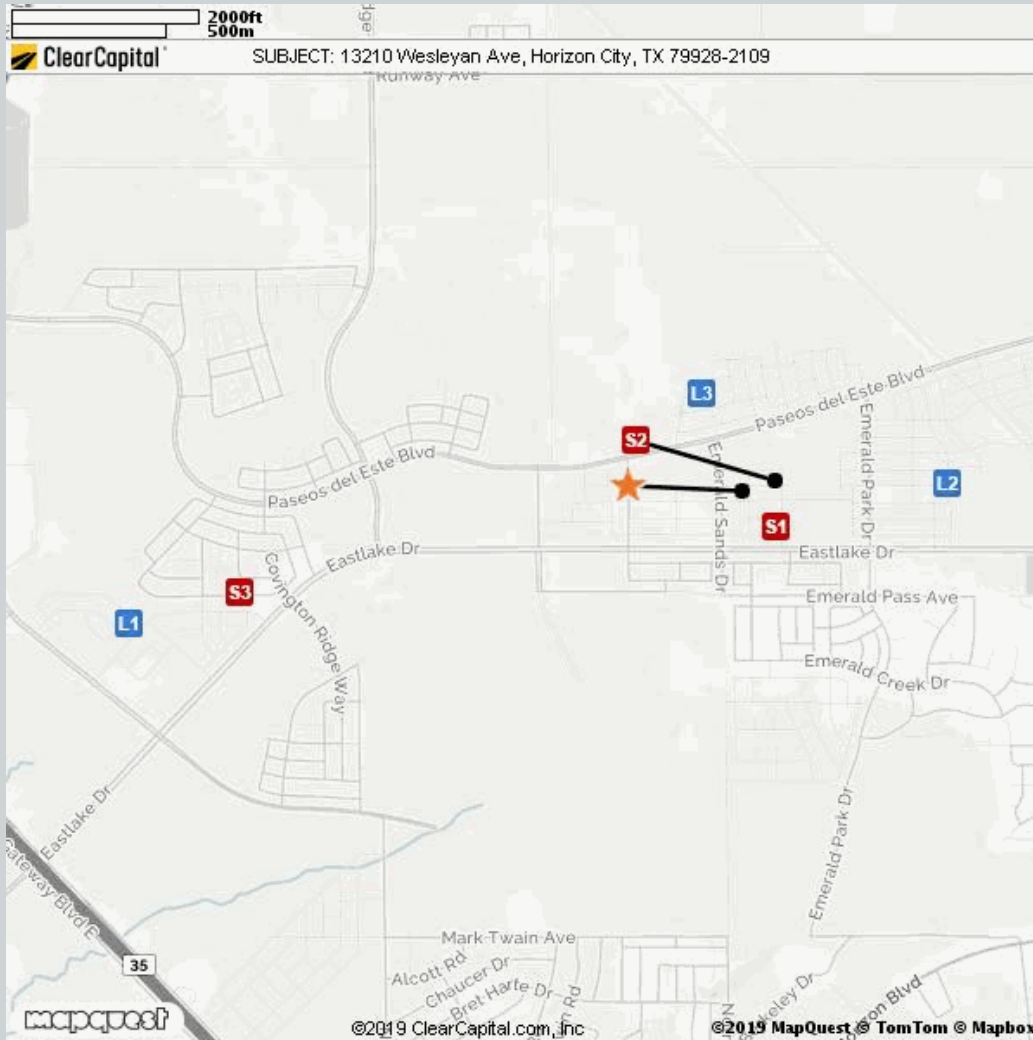 2000ft
500m
ClearCapital
SUBJECT: 13210 Wesleyan Ave, Horizon City, TX 79928-2109
Runway Ave
L3
Paseos del Este Blvd
S2
Emerald Park Dr
Emerald Sands Dr
L2
Paseos del Este Blvd
S1
Eastlake Dr
Eastlake Dr
S3
Covington Ridge Way
Emerald Pass Ave
L1
Emerald Creek Dr
Eastlake Dr
Emerald Park Dr
Gateway Blvd E
Mark Twain Ave
35
Alcott Rd
Chaucer Dr
Bret Harte Dr
mapquest
©2019 ClearCapital.com, Inc
©2019 MapQuest © TomTom © Mapbox